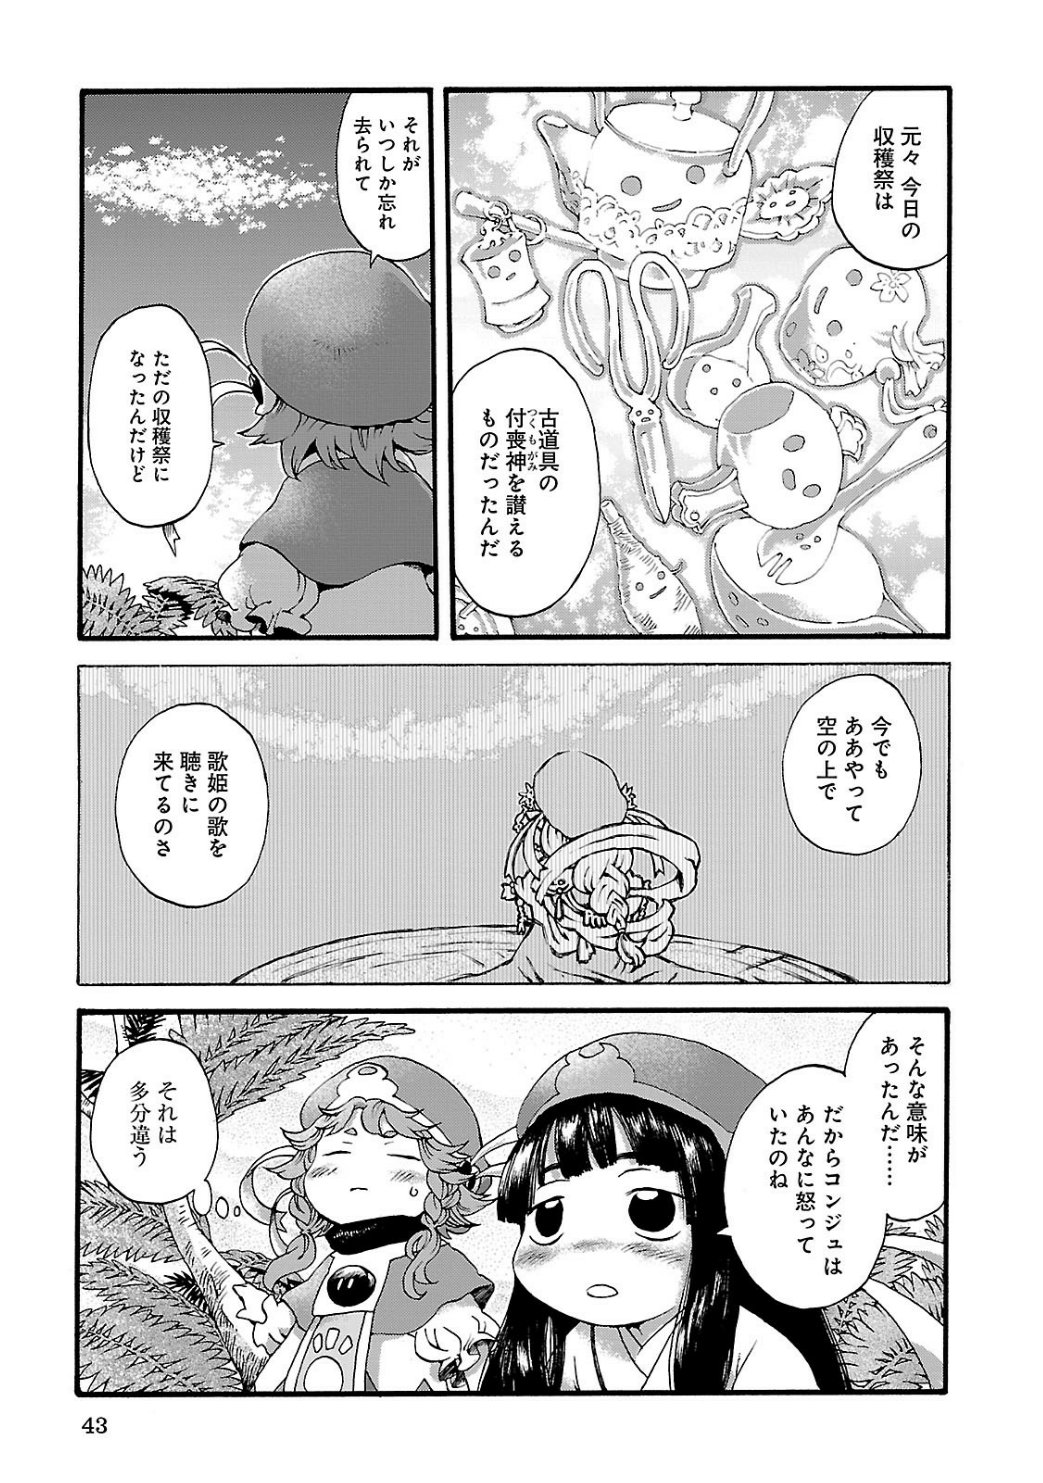 元々 今日の
収穫祭は
古道具の
付喪神を讃える
つくもがみ
ものだったんだ
それが
いつしか忘れ
去られて
ただの収穫祭に
なったんだけど
今でも
ああやって
空の上で
歌姫の歌を
聴きに
来てるのさ
そんな意味が
あったんだ……
だからコンジュは
あんなに怒って
いたのね
それは
多分違う
43